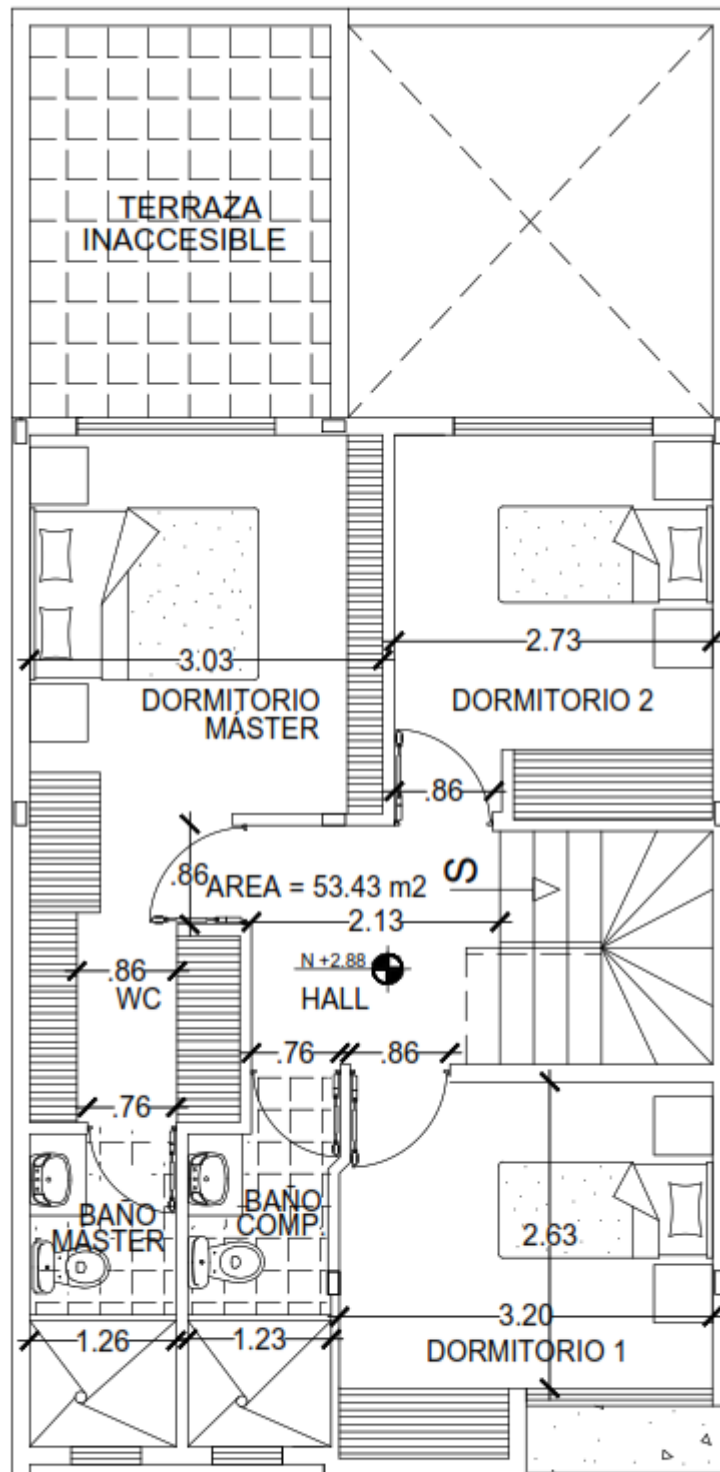 TERRAZA
INACCESIBLE
3.03
2.73
DORMITORIO
MÁSTER
DORMITORIO 2
.86
.86
AREA = 53.43 m2
S
2.13
.86
WC
N +2.88
HALL
.76
.86
.76
BAÑO
MASTER
BAÑO
COMP.
2.63
1.26
1.23
3.20
DORMITORIO 1